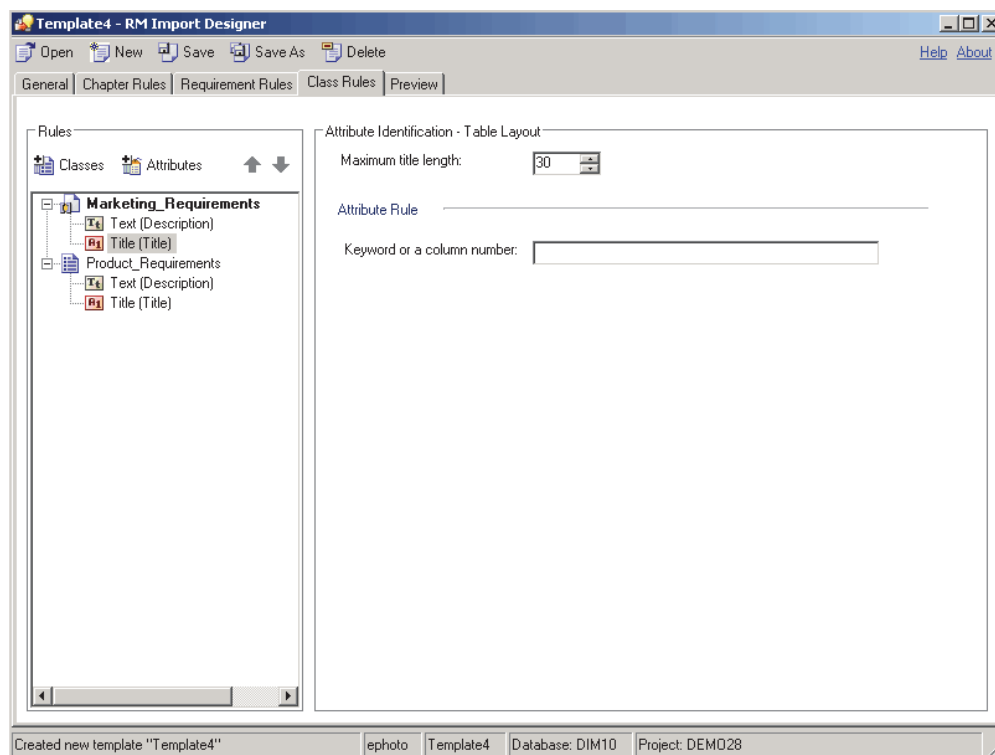 Template4 - RM Import Designer
Open New Save Save As Delete Help About
General Chapter Rules Requirement Rules Class Rules Preview
Rules
Classes Attributes
Marketing_Requirements
Text (Description)
Title (Title)
Product_Requirements
Text (Description)
Title (Title)
Attribute Identification - Table Layout
Maximum title length: 30
Attribute Rule
Keyword or a column number:
Created new template "Template4" ephoto Template4 Database: DIM10 Project: DEMO28